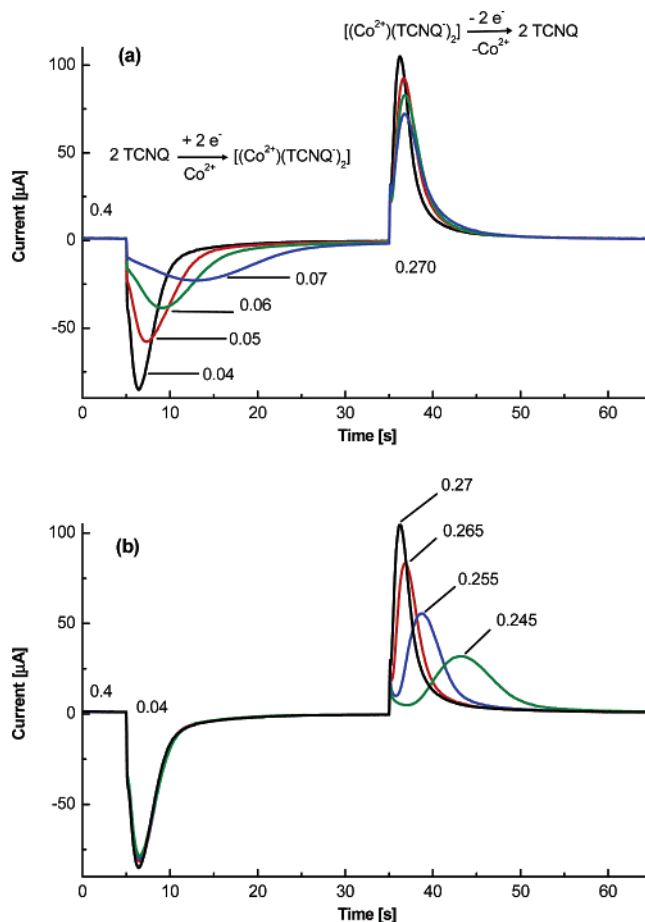 [(Co²⁺)(TCNQ⁻)₂] - 2 e⁻ 2 TCNQ
-Co²⁺
(a)
100
+ 2 e⁻
2 TCNQ [(Co²⁺)(TCNQ⁻)₂]
Co²⁺
50
0.4
0
0.270
0.07
0.06
0.05
-50
0.04
Current [µA]
0 10 20 30 40 50 60
Time [s]
0.27
(b)
100
0.265
0.255
0.245
50
0.4
0.04
0
-50
Current [µA]
0 10 20 30 40 50 60
Time [s]